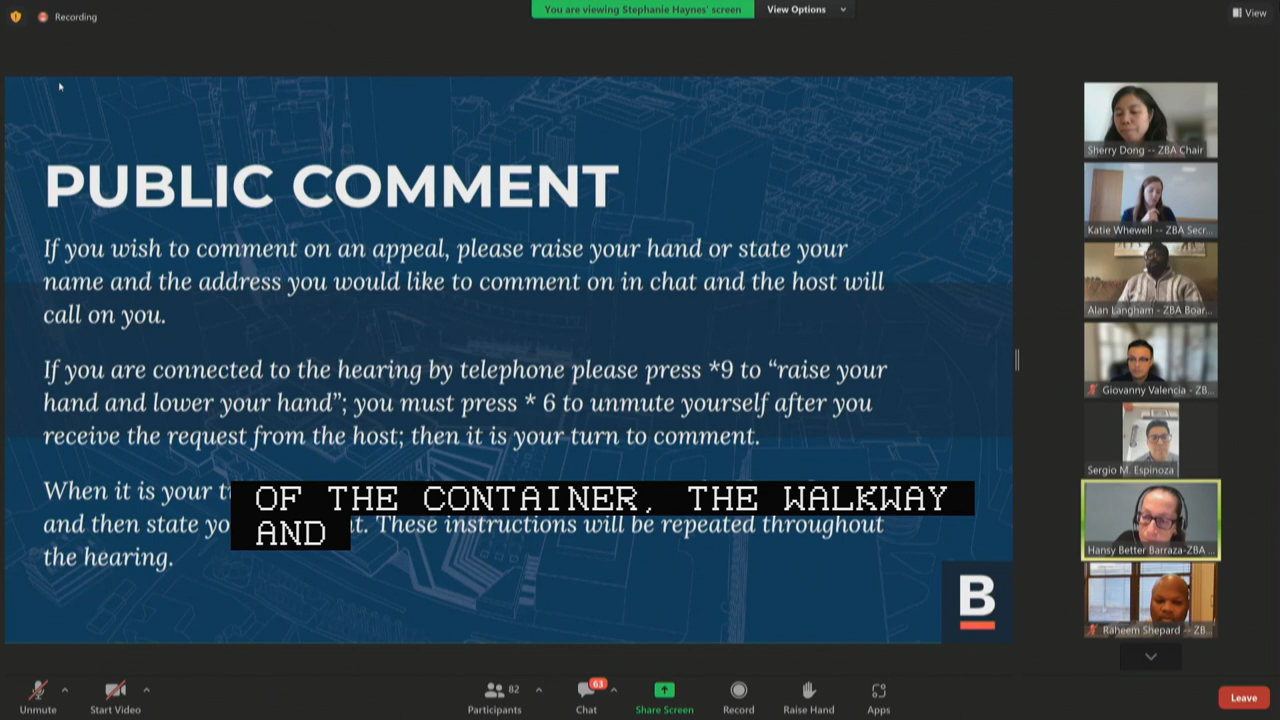 Recording
You are viewing Stephanie Haynes' screen
View Options
View
PUBLIC COMMENT
If you wish to comment on an appeal, please raise your hand or state your
name and the address you would like to comment on in chat and the host will
call on you.
If you are connected to the hearing by telephone please press *9 to “raise your
hand and lower your hand”; you must press * 6 to unmute yourself after you
receive the request from the host; then it is your turn to comment.
When it is your t
and then state yo t. These instructions will be repeated throughout
the hearing.
OF THE CONTAINER, THE WALKWAY
AND
B
Sherry Dong -- ZBA Chair
Katie Whewell -- ZBA Secr...
Alan Langham - ZBA Boar...
Giovanny Valencia - ZB...
Sergio M. Espinoza
Hansy Better Barraza-ZBA ...
Raheem Shepard -- ZB...
Unmute
Start Video
Participants
82
Chat
63
Share Screen
Record
Raise Hand
Apps
Leave